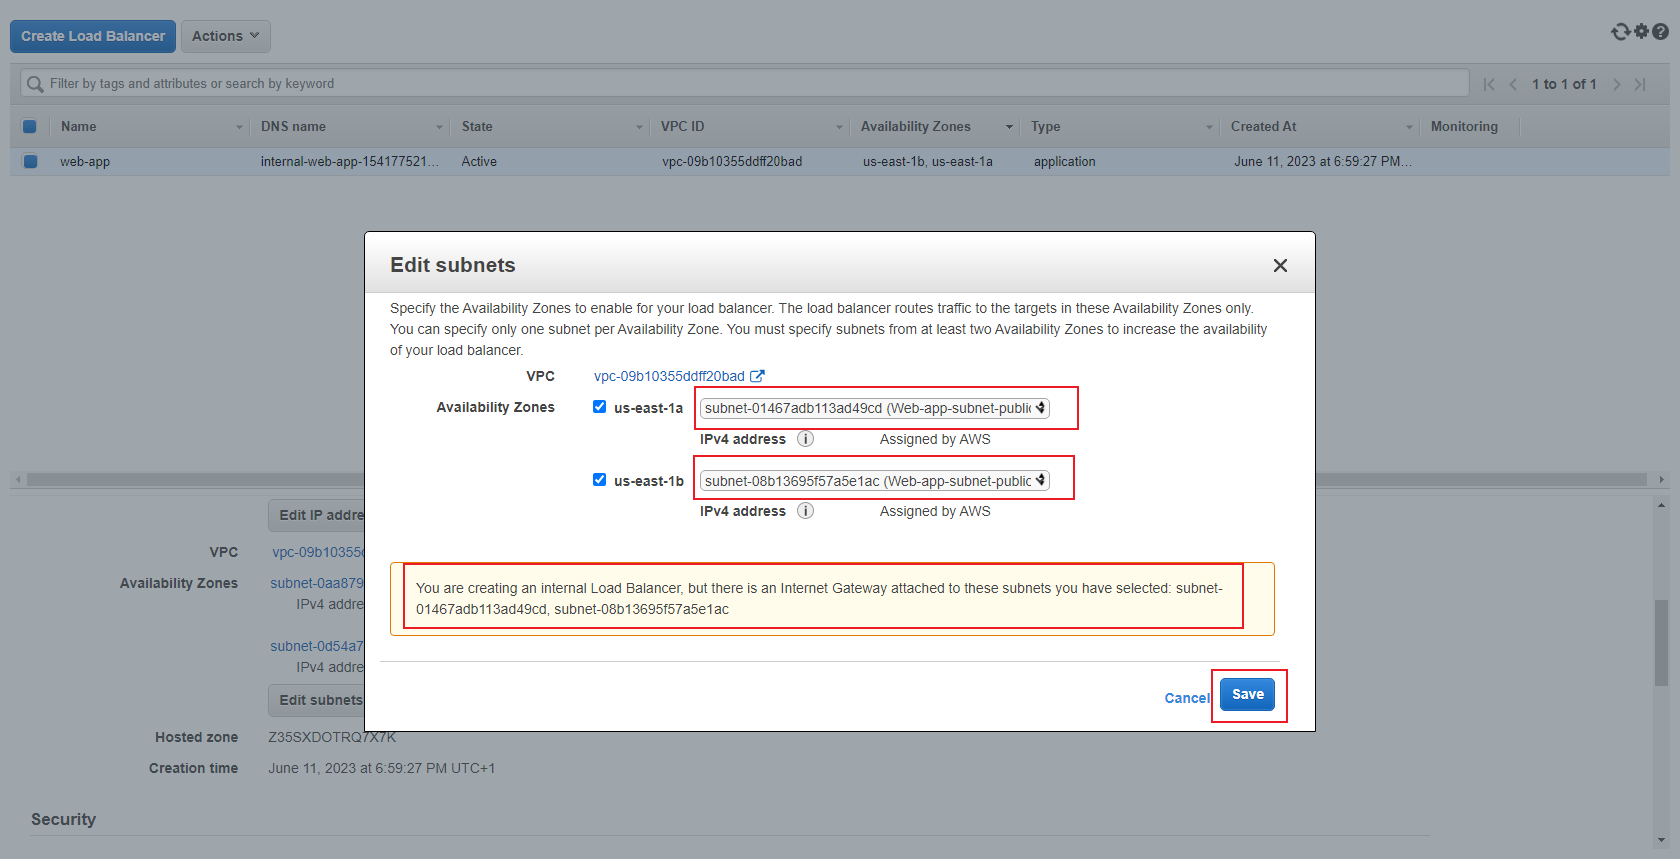 Create Load Balancer Actions
Filter by tags and attributes or search by keyword 1 to 1 of 1
Name DNS name State VPC ID Availability Zones Type Created At Monitoring
web-app internal-web-app-154177521... Active vpc-09b10355ddff20bad us-east-1b, us-east-1a application June 11, 2023 at 6:59:27 PM...
Edit subnets
Specify the Availability Zones to enable for your load balancer. The load balancer routes traffic to the targets in these Availability Zones only.
You can specify only one subnet per Availability Zone. You must specify subnets from at least two Availability Zones to increase the availability
of your load balancer.
VPC vpc-09b10355ddff20bad
Availability Zones us-east-1a subnet-01467adb113ad49cd (Web-app-subnet-public
IPv4 address i Assigned by AWS
us-east-1b subnet-08b13695f57a5e1ac (Web-app-subnet-public
IPv4 address i Assigned by AWS
You are creating an internal Load Balancer, but there is an Internet Gateway attached to these subnets you have selected: subnet-
01467adb113ad49cd, subnet-08b13695f57a5e1ac
Cancel Save
Edit IP addre
VPC vpc-09b10355
Availability Zones subnet-0aa879
IPv4 addre
subnet-0d54a7
IPv4 addre
Edit subnets
Hosted zone Z35SXDOTRQ7X7K
Creation time June 11, 2023 at 6:59:27 PM UTC+1
Security